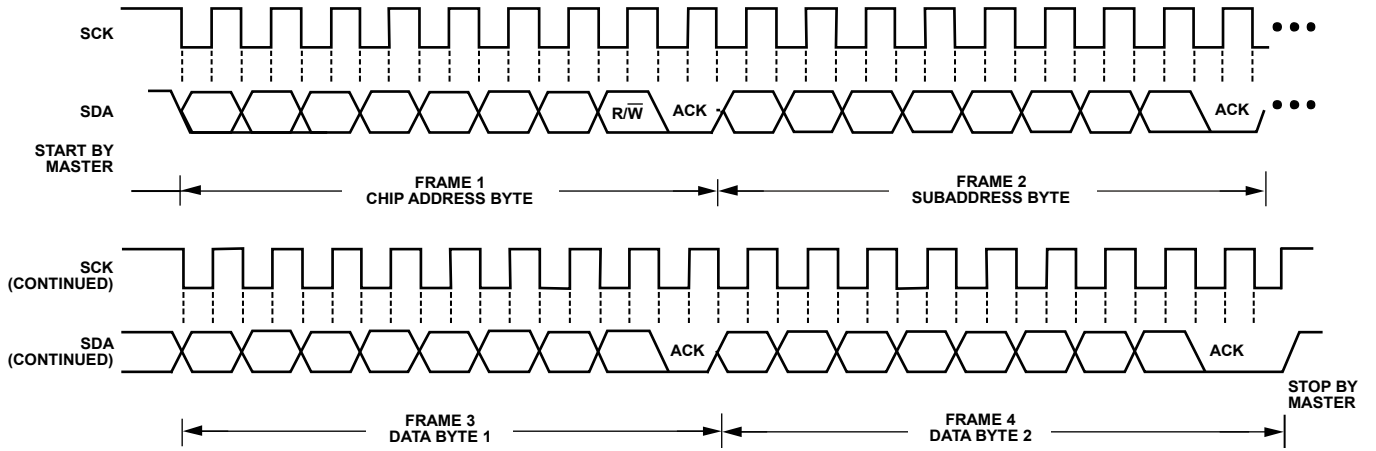 SCK
SDA
R/W̅
ACK
ACK
START BY
MASTER
FRAME 1
CHIP ADDRESS BYTE
FRAME 2
SUBADDRESS BYTE
SCK
(CONTINUED)
SDA
(CONTINUED)
ACK
ACK
STOP BY
MASTER
FRAME 3
DATA BYTE 1
FRAME 4
DATA BYTE 2